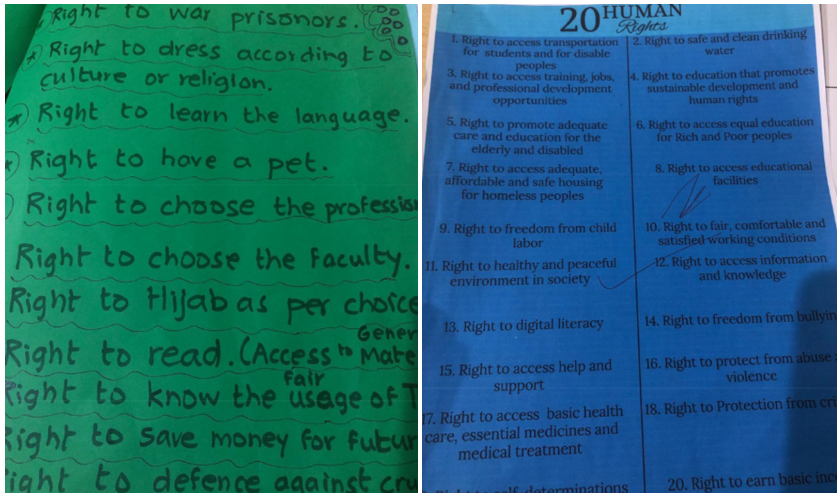 Right to war prisonors.
Right to dress according to
culture or religion.
Right to learn the language.
Right to have a pet.
Right to choose the profession
Right to choose the Faculty.
Right to Hijab as per choice
Gener
Right to read. (Access to Mate
fair
Right to know the usage of T
Right to save money for futur
Right to defence against cru
20 HUMAN
Rights
1. Right to access transportation
for students and for disable
peoples
2. Right to safe and clean drinking
water
3. Right to access training, jobs,
and professional development
opportunities
4. Right to education that promotes
sustainable development and
human rights
5. Right to promote adequate
care and education for the
elderly and disabled
6. Right to access equal education
for Rich and Poor peoples
7. Right to access adequate,
affordable and safe housing
for homeless peoples
8. Right to access educational
facilities
9. Right to freedom from child
labor
10. Right to fair, comfortable and
satisfied working conditions
11. Right to healthy and peaceful
environment in society
12. Right to access information
and knowledge
13. Right to digital literacy
14. Right to freedom from bullyin
15. Right to access help and
support
16. Right to protect from abuse
violence
17. Right to access basic health
care, essential medicines and
medical treatment
18. Right to Protection from cri
Right to self-determinations
20. Right to earn basic inc